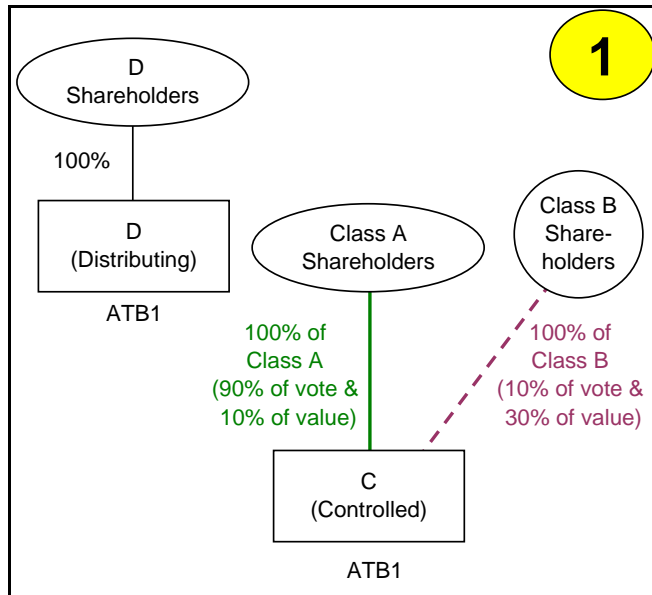 1
D
Shareholders
100%
D
(Distributing)
ATB1
Class A
Shareholders
Class B
Share-
holders
100% of
Class A
(90% of vote &
10% of value)
100% of
Class B
(10% of vote &
30% of value)
C
(Controlled)
ATB1